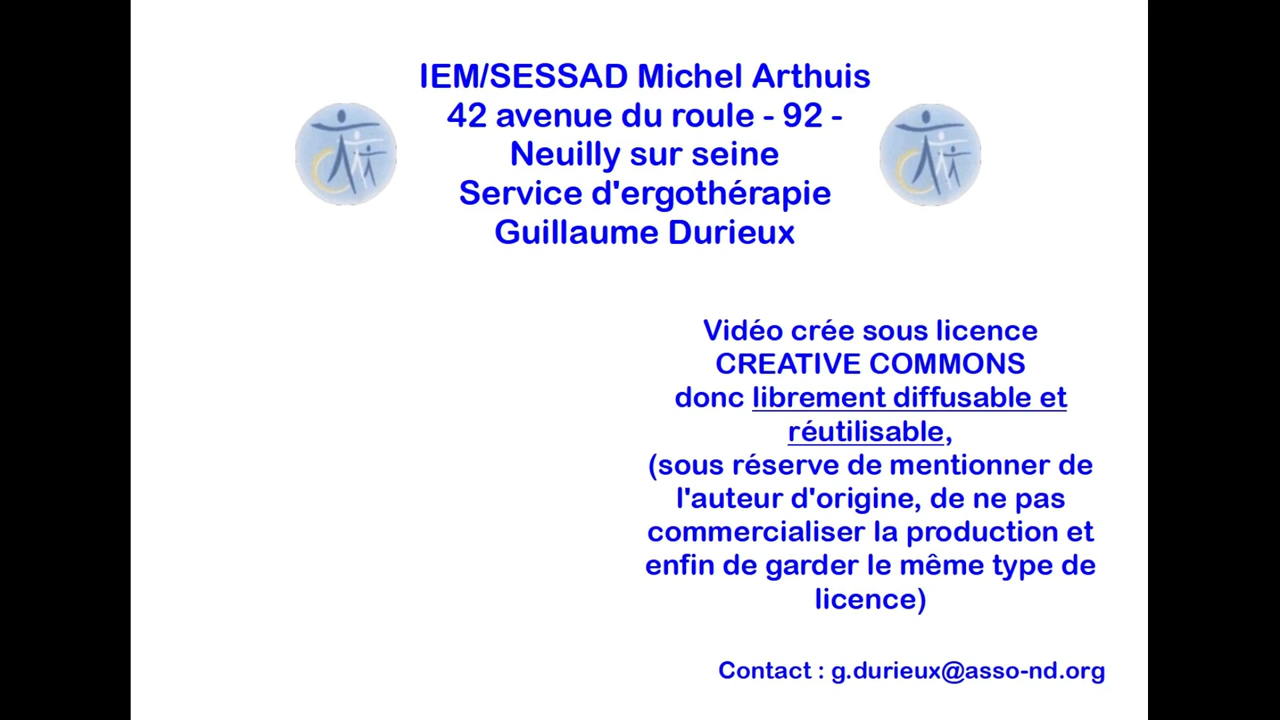 IEM/SESSAD Michel Arthuis
42 avenue du roule - 92 -
Neuilly sur seine
Service d'ergothérapie
Guillaume Durieux
Vidéo crée sous licence
CREATIVE COMMONS
donc librement diffusable et
réutilisable,
(sous réserve de mentionner de
l'auteur d'origine, de ne pas
commercialiser la production et
enfin de garder le même type de
licence)
Contact : g.durieux@asso-nd.org